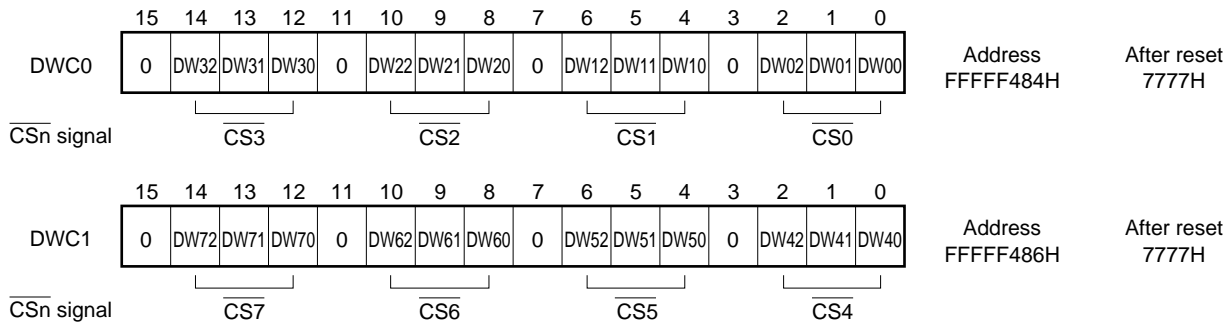 15 14 13 12 11 10 9 8 7 6 5 4 3 2 1 0
DWC0 0 DW32 DW31 DW30 0 DW22 DW21 DW20 0 DW12 DW11 DW10 0 DW02 DW01 DW00 Address FFFFF484H After reset 7777H
CSn signal CS3 CS2 CS1 CS0
15 14 13 12 11 10 9 8 7 6 5 4 3 2 1 0
DWC1 0 DW72 DW71 DW70 0 DW62 DW61 DW60 0 DW52 DW51 DW50 0 DW42 DW41 DW40 Address FFFFF486H After reset 7777H
CSn signal CS7 CS6 CS5 CS4